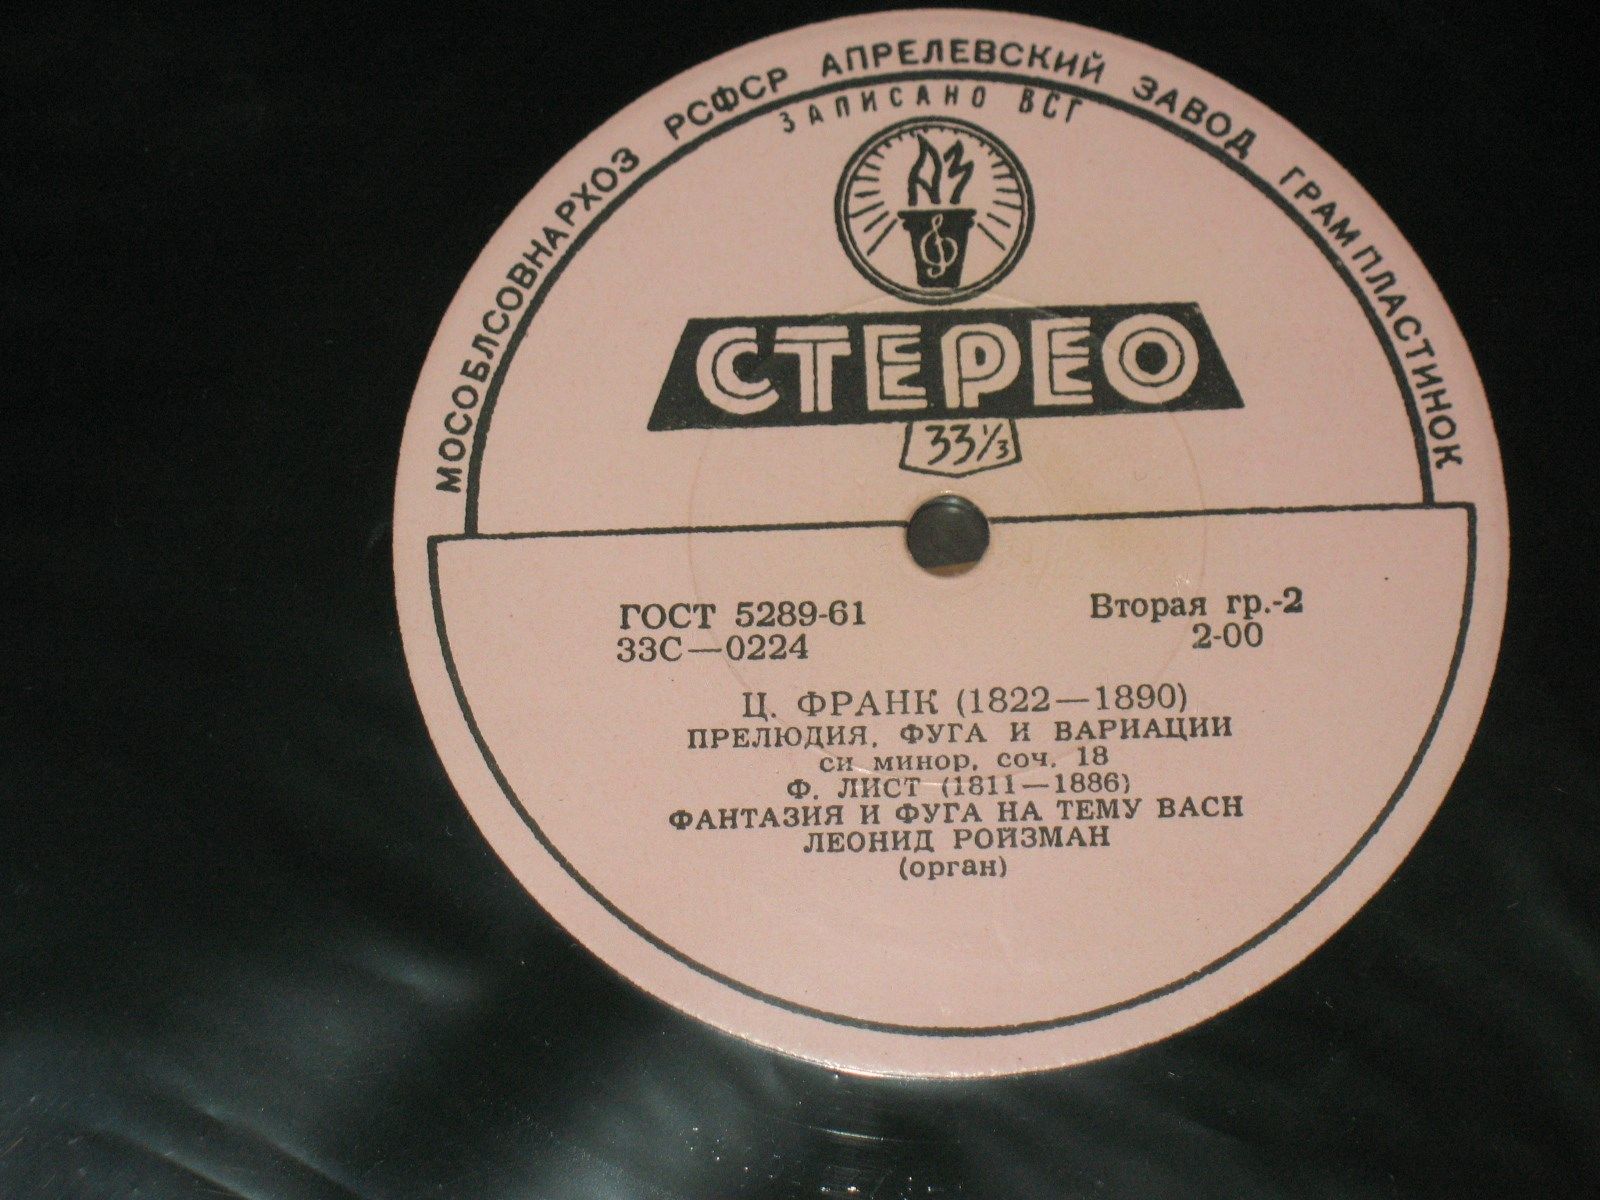 МОСОБЛСОВНАРХОЗ РСФСР АПРЕЛЕВСКИЙ ЗАВОД ГРАМПЛАСТИНОК
ЗАПИСАНО ВСГ
АЗ
СТЕРЕО
33⅓
ГОСТ 5289-61
Вторая гр.-2
33С—0224
2-00
Ц. ФРАНК (1822—1890)
ПРЕЛЮДИЯ, ФУГА И ВАРИАЦИИ
си минор, соч. 18
Ф. ЛИСТ (1811—1886)
ФАНТАЗИЯ И ФУГА НА ТЕМУ BACH
ЛЕОНИД РОЙЗМАН
(орган)